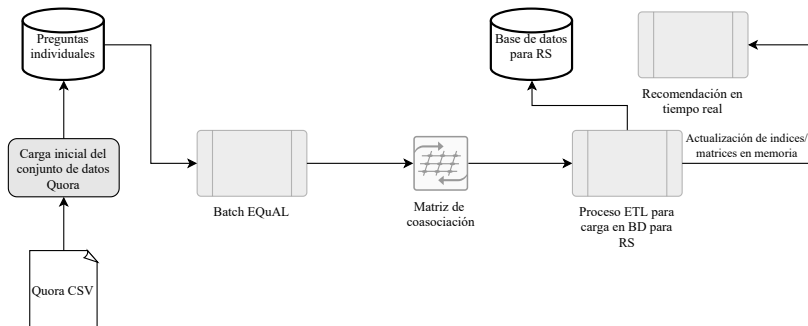 Preguntas
individuales
Carga inicial del
conjunto de datos
Quora
Quora CSV
Batch EQuAL
Matriz de
coasociación
Base de datos
para RS
Proceso ETL para
carga en BD para
RS
Recomendación en
tiempo real
Actualización de indices/
matrices en memoria